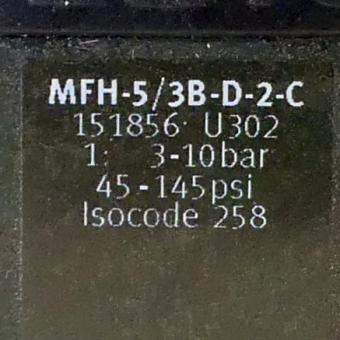 MFH-5/3B-D-2-C
151856 U302
1: 3-10bar
45-145psi
Isocode 258